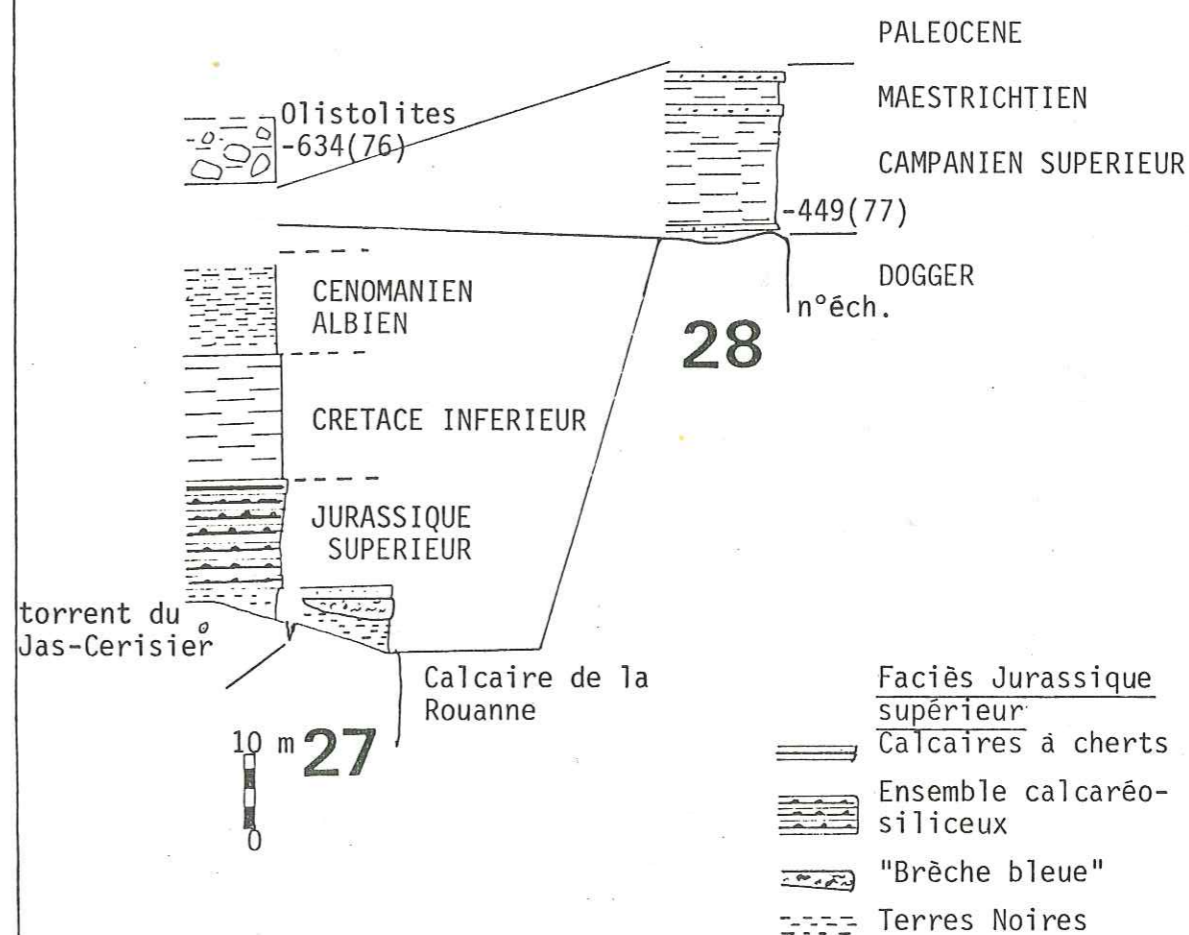 PALEOCENE
MAESTRICHTIEN
CAMPANIEN SUPERIEUR
-449(77)
DOGGER
n°éch.
28
Olistolites
-634(76)
CENOMANIEN
ALBIEN
CRETACE INFERIEUR
JURASSIQUE
SUPERIEUR
torrent du
Jas-Cerisier
Calcaire de la
Rouanne
10 m
0
27
Faciès Jurassique
supérieur
Calcaires à cherts
Ensemble calcaréo-
siliceux
"Brèche bleue"
Terres Noires